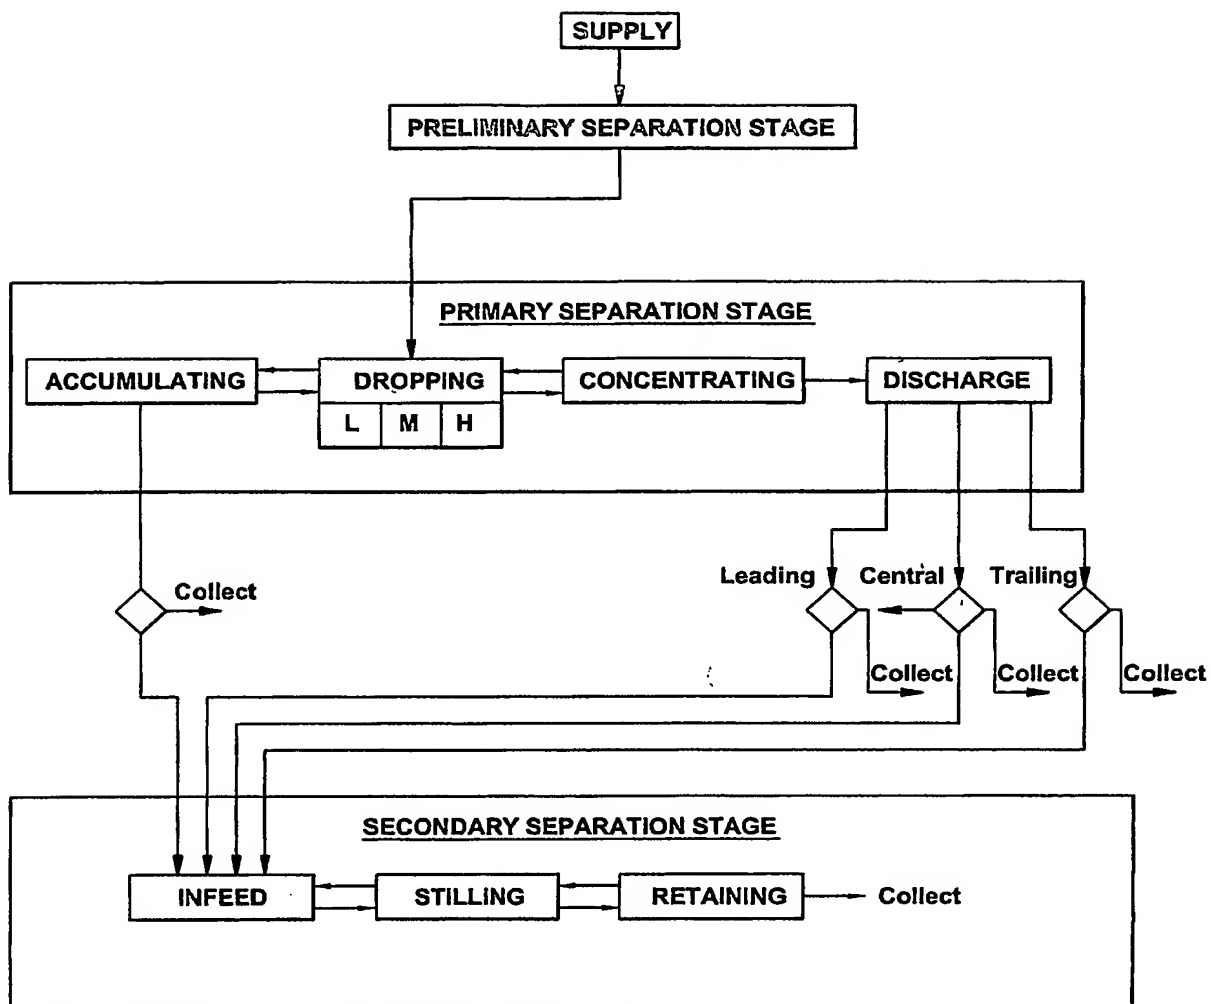 SUPPLY
PRELIMINARY SEPARATION STAGE
PRIMARY SEPARATION STAGE
ACCUMULATING
DROPPING
CONCENTRATING
DISCHARGE
L M H
Leading
Central
Trailing
Collect
Collect
Collect
Collect
SECONDARY SEPARATION STAGE
INFEED
STILLING
RETAINING
Collect